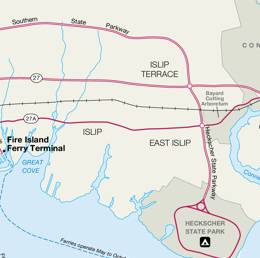 Southern State Parkway
CON
ISLIP
TERRACE
27
Bayard
Cutting
Arboretum
27A
Heckscher State Parkway
Fire Island
Ferry Terminal
ISLIP
EAST ISLIP
GREAT
COVE
HECKSCHER
STATE PARK
Ferries operate May to Octo